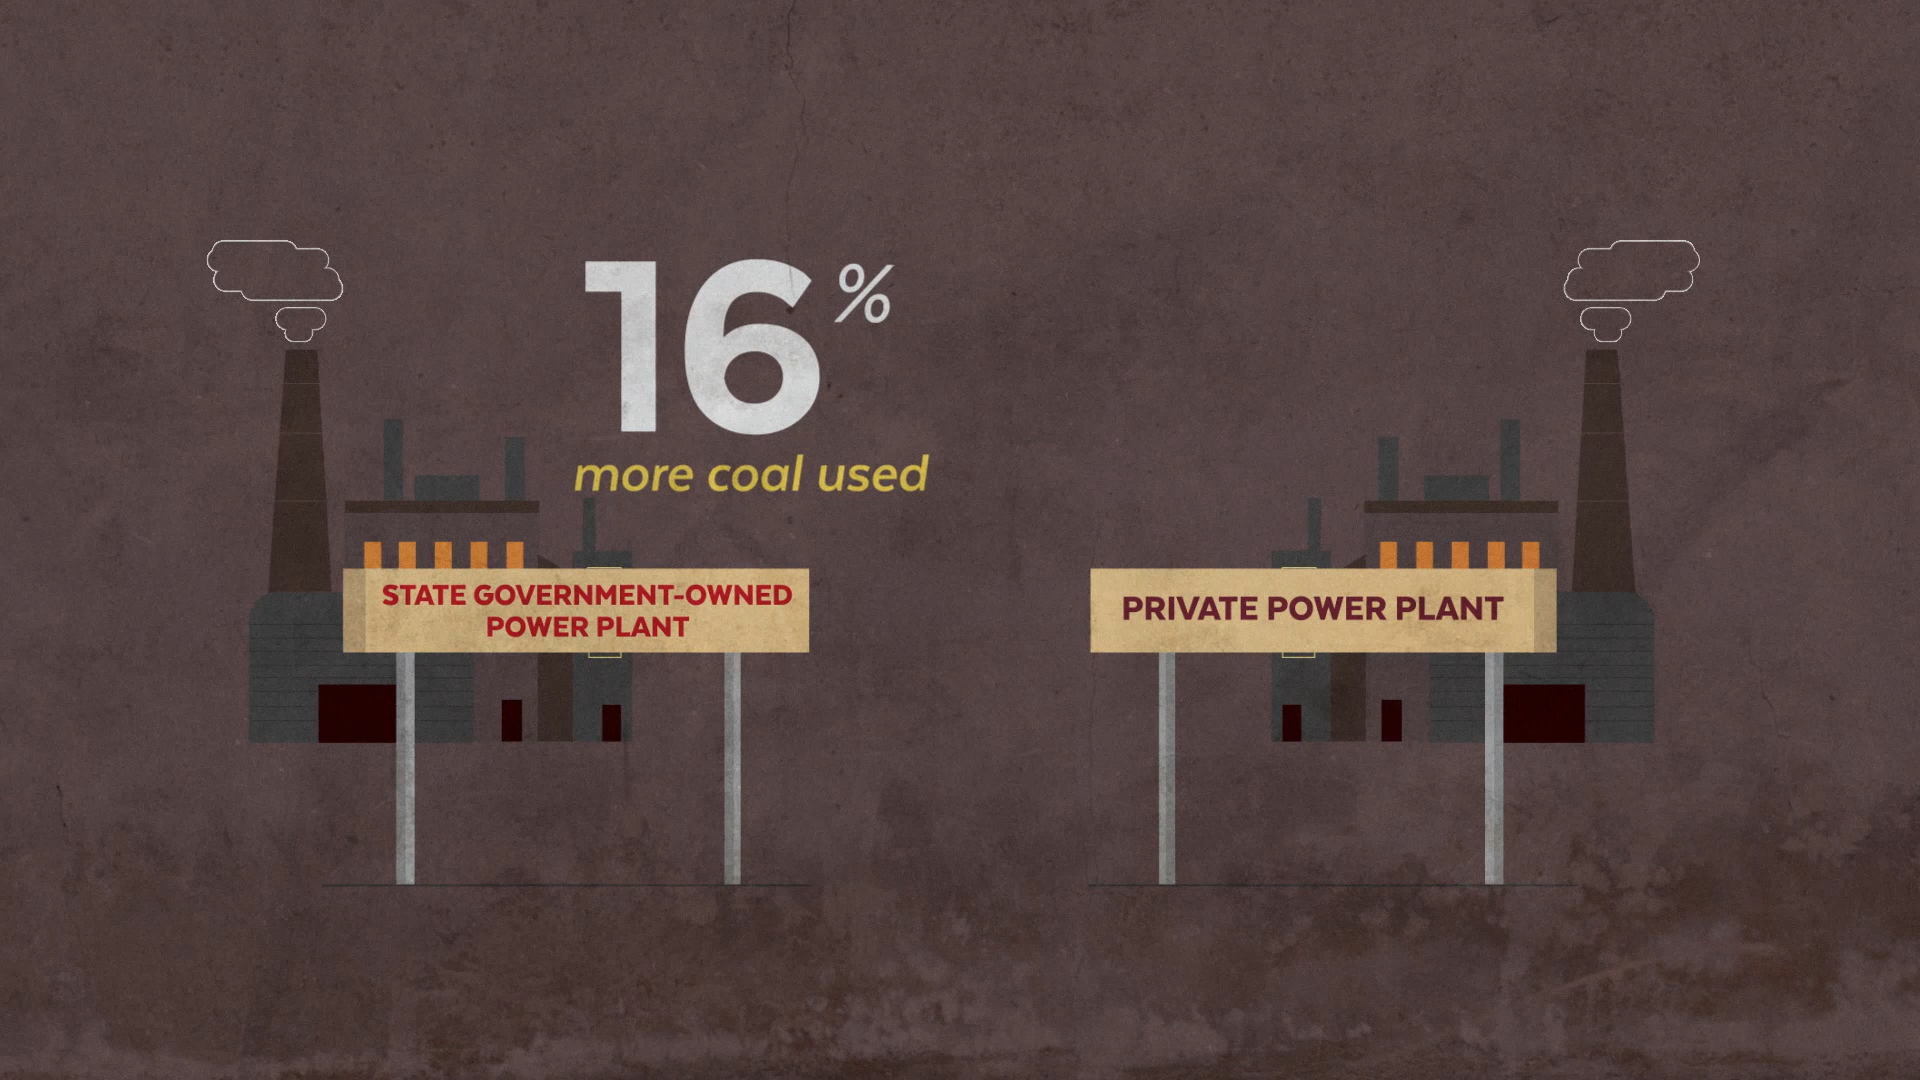 16%
more coal used
STATE GOVERNMENT-OWNED
POWER PLANT
PRIVATE POWER PLANT